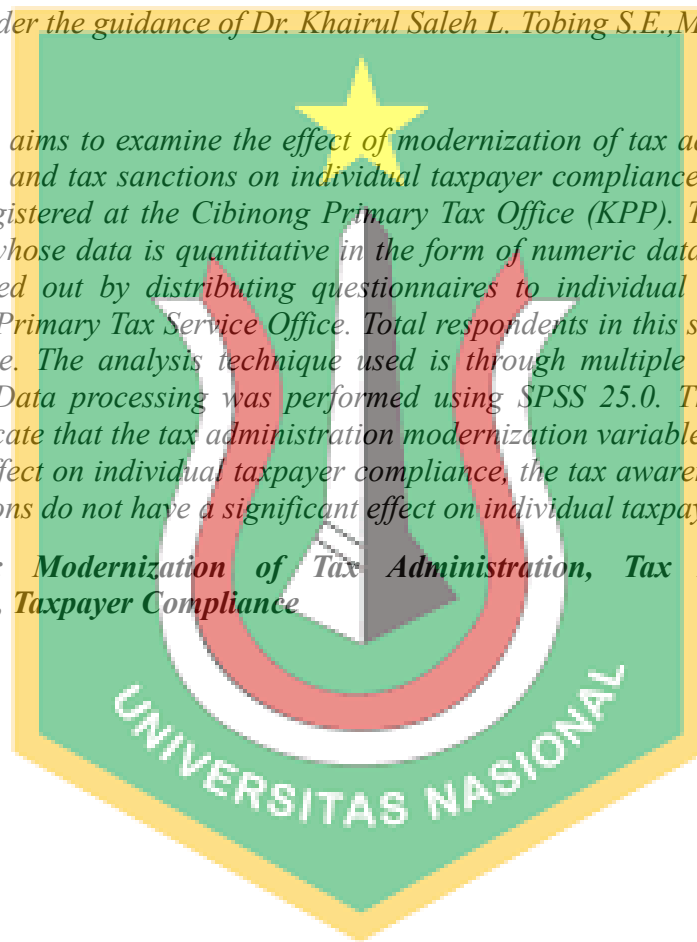 der the guidance of Dr. Khairul Saleh L. Tobing S.E.,M
aims to examine the effect of modernization of tax ad
and tax sanctions on individual taxpayer compliance
gistered at the Cibinong Primary Tax Office (KPP). T
whose data is quantitative in the form of numeric data
ed out by distributing questionnaires to individual
Primary Tax Service Office. Total respondents in this s
e. The analysis technique used is through multiple
Data processing was performed using SPSS 25.0. T
cate that the tax administration modernization variable
ffect on individual taxpayer compliance, the tax awaren
ons do not have a significant effect on individual taxpay
: Modernization of Tax Administration, Tax
, Taxpayer Compliance
UNIVERSITAS NASIONAL